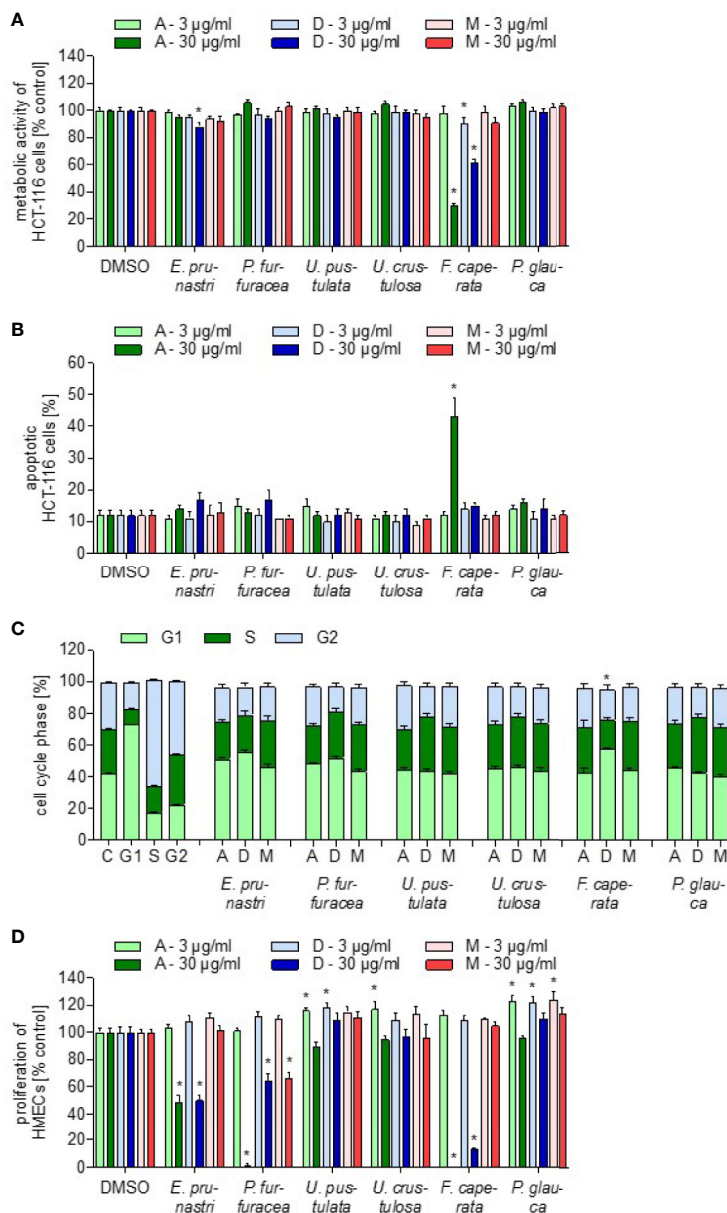 A
A - 3 µg/ml D - 3 µg/ml M - 3 µg/ml
A - 30 µg/ml D - 30 µg/ml M - 30 µg/ml
metabolic activity of
HCT-116 cells [% control]
140
120
100
80
60
40
20
0
*
* * *
DMSO E. pru- P. fur- U. pus- U. crus- F. cape- P. glau-
nastri furacea tulata tulosa rata ca
B
A - 3 µg/ml D - 3 µg/ml M - 3 µg/ml
A - 30 µg/ml D - 30 µg/ml M - 30 µg/ml
apoptotic
HCT-116 cells [%]
60
50
40
30
20
10
0
*
DMSO E. pru- P. fur- U. pus- U. crus- F. cape- P. glau-
nastri furacea tulata tulosa rata ca
C
G1 S G2
cell cycle phase [%]
120
100
80
60
40
20
0
*
C G1 S G2 A D M A D M A D M A D M A D M A D M
E. pru- P. fur- U. pus- U. crus- F. cape- P. glau-
nastri furacea tulata tulosa rata ca
D
A - 3 µg/ml D - 3 µg/ml M - 3 µg/ml
A - 30 µg/ml D - 30 µg/ml M - 30 µg/ml
proliferation of
HMECs [% control]
140
120
100
80
60
40
20
0
* * * * * * * * * * * * *
DMSO E. pru- P. fur- U. pus- U. crus- F. cape- P. glau-
nastri furacea tulata tulosa rata ca